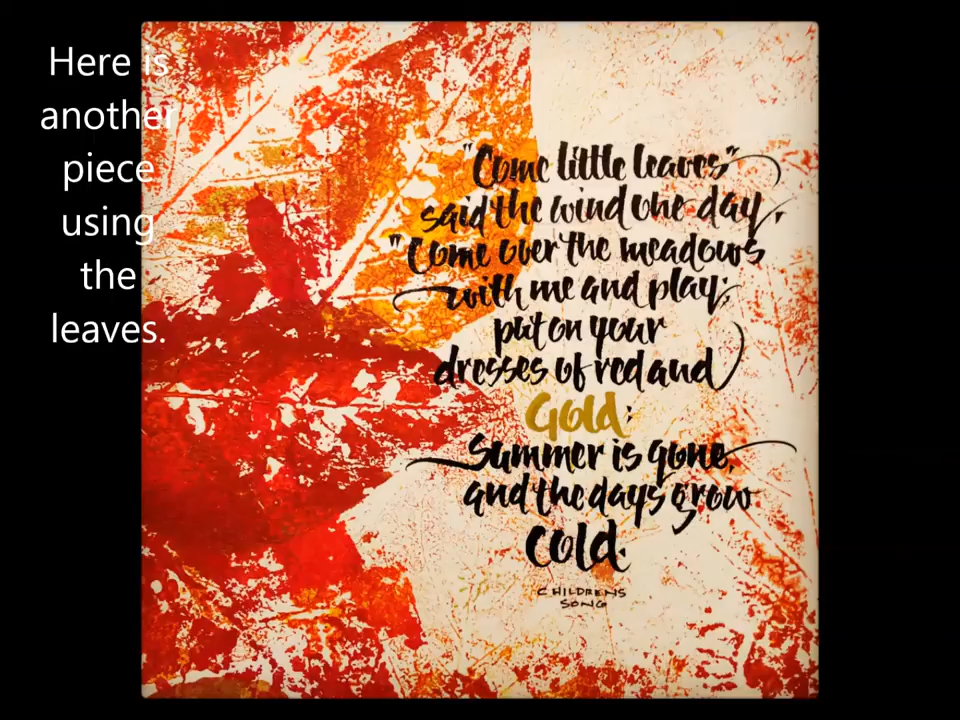 Here is
another
piece
using
the
leaves.
"Come little leaves"
said the wind one day,
"Come over the meadows
with me and play;
put on your
dresses of red and
Gold:
Summer is gone,
and the days grow
Cold.
CHILDRENS
SONG